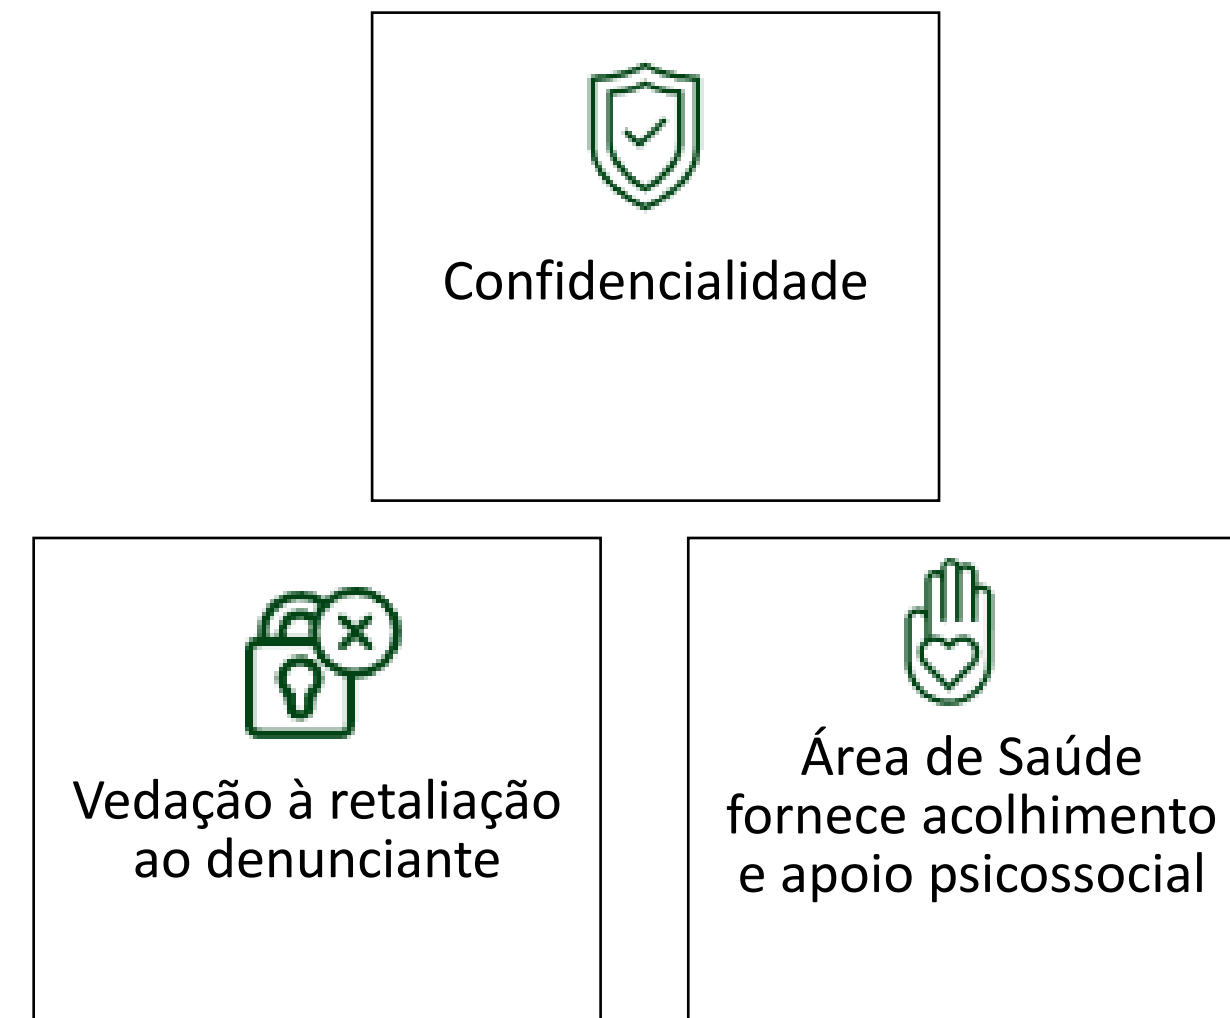 Confidencialidade
Vedação à retaliação
ao denunciante
Área de Saúde
fornece acolhimento
e apoio psicossocial